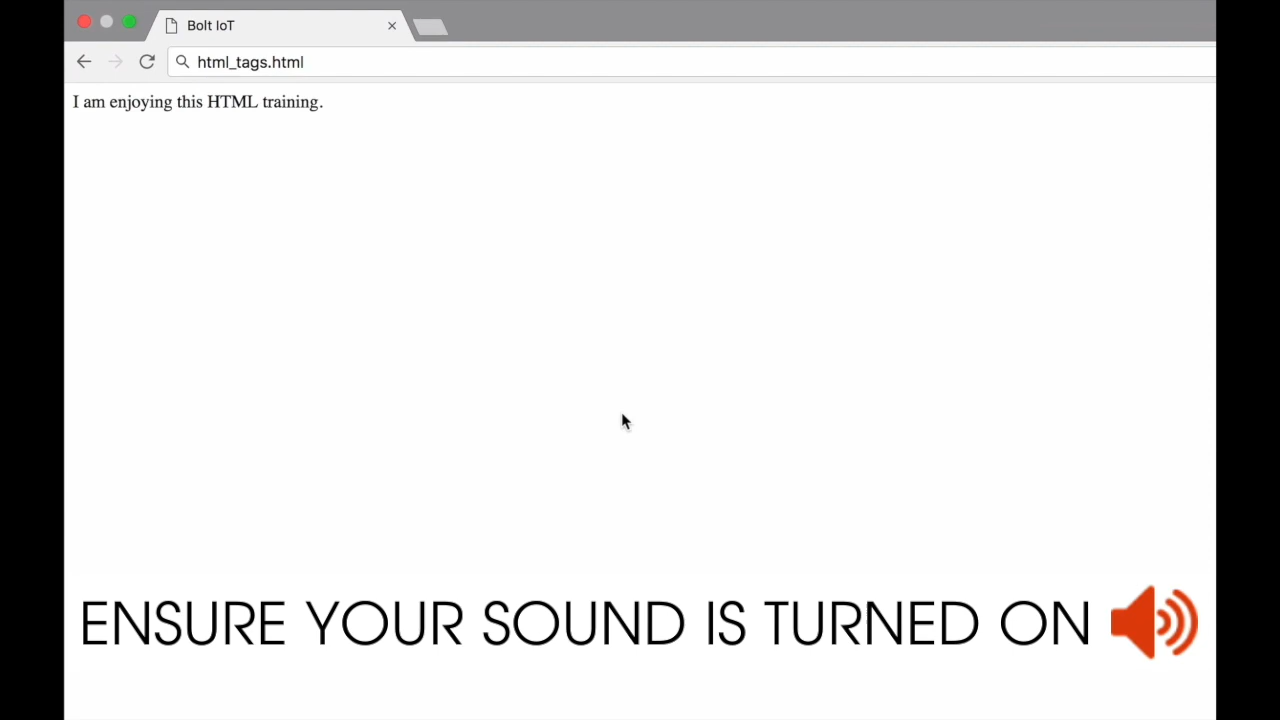 Bolt IoT
html_tags.html
I am enjoying this HTML training.
ENSURE YOUR SOUND IS TURNED ON